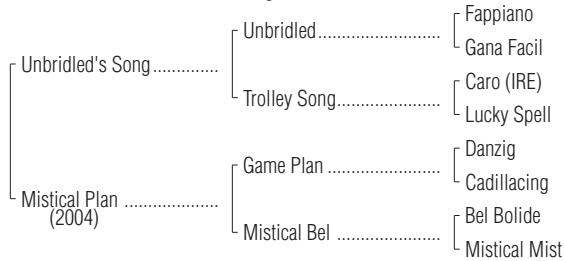 Fappiano
Unbridled............................
Gana Facil
Unbridled's Song..............
Caro (IRE)
Trolley Song.......................
Lucky Spell
Danzig
Game Plan .........................
Cadillacing
Mistical Plan ....................
(2004)
Bel Bolide
Mistical Bel .......................
Mistical Mist